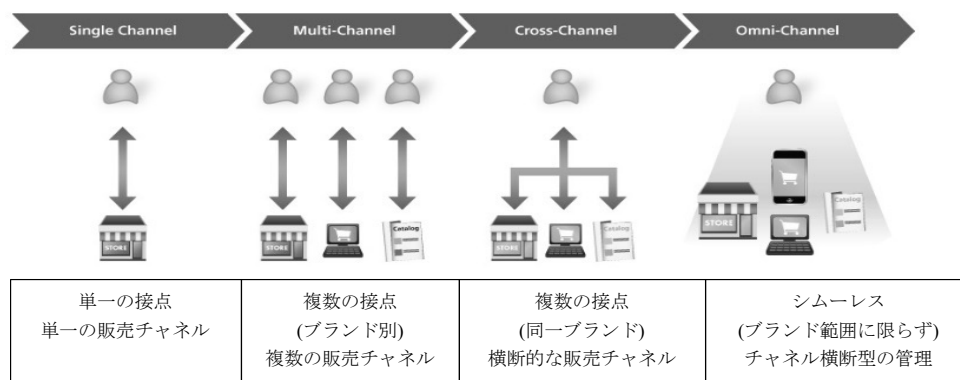 Single Channel
Multi-Channel
Cross-Channel
Omni-Channel
STORE
STORE
Catalog
STORE
Catalog
STORE
Catalog
単一の接点
単一の販売チャネル
複数の接点
(ブランド別)
複数の販売チャネル
複数の接点
(同一ブランド)
横断的な販売チャネル
シムーレス
(ブランド範囲に限らず)
チャネル横断型の管理